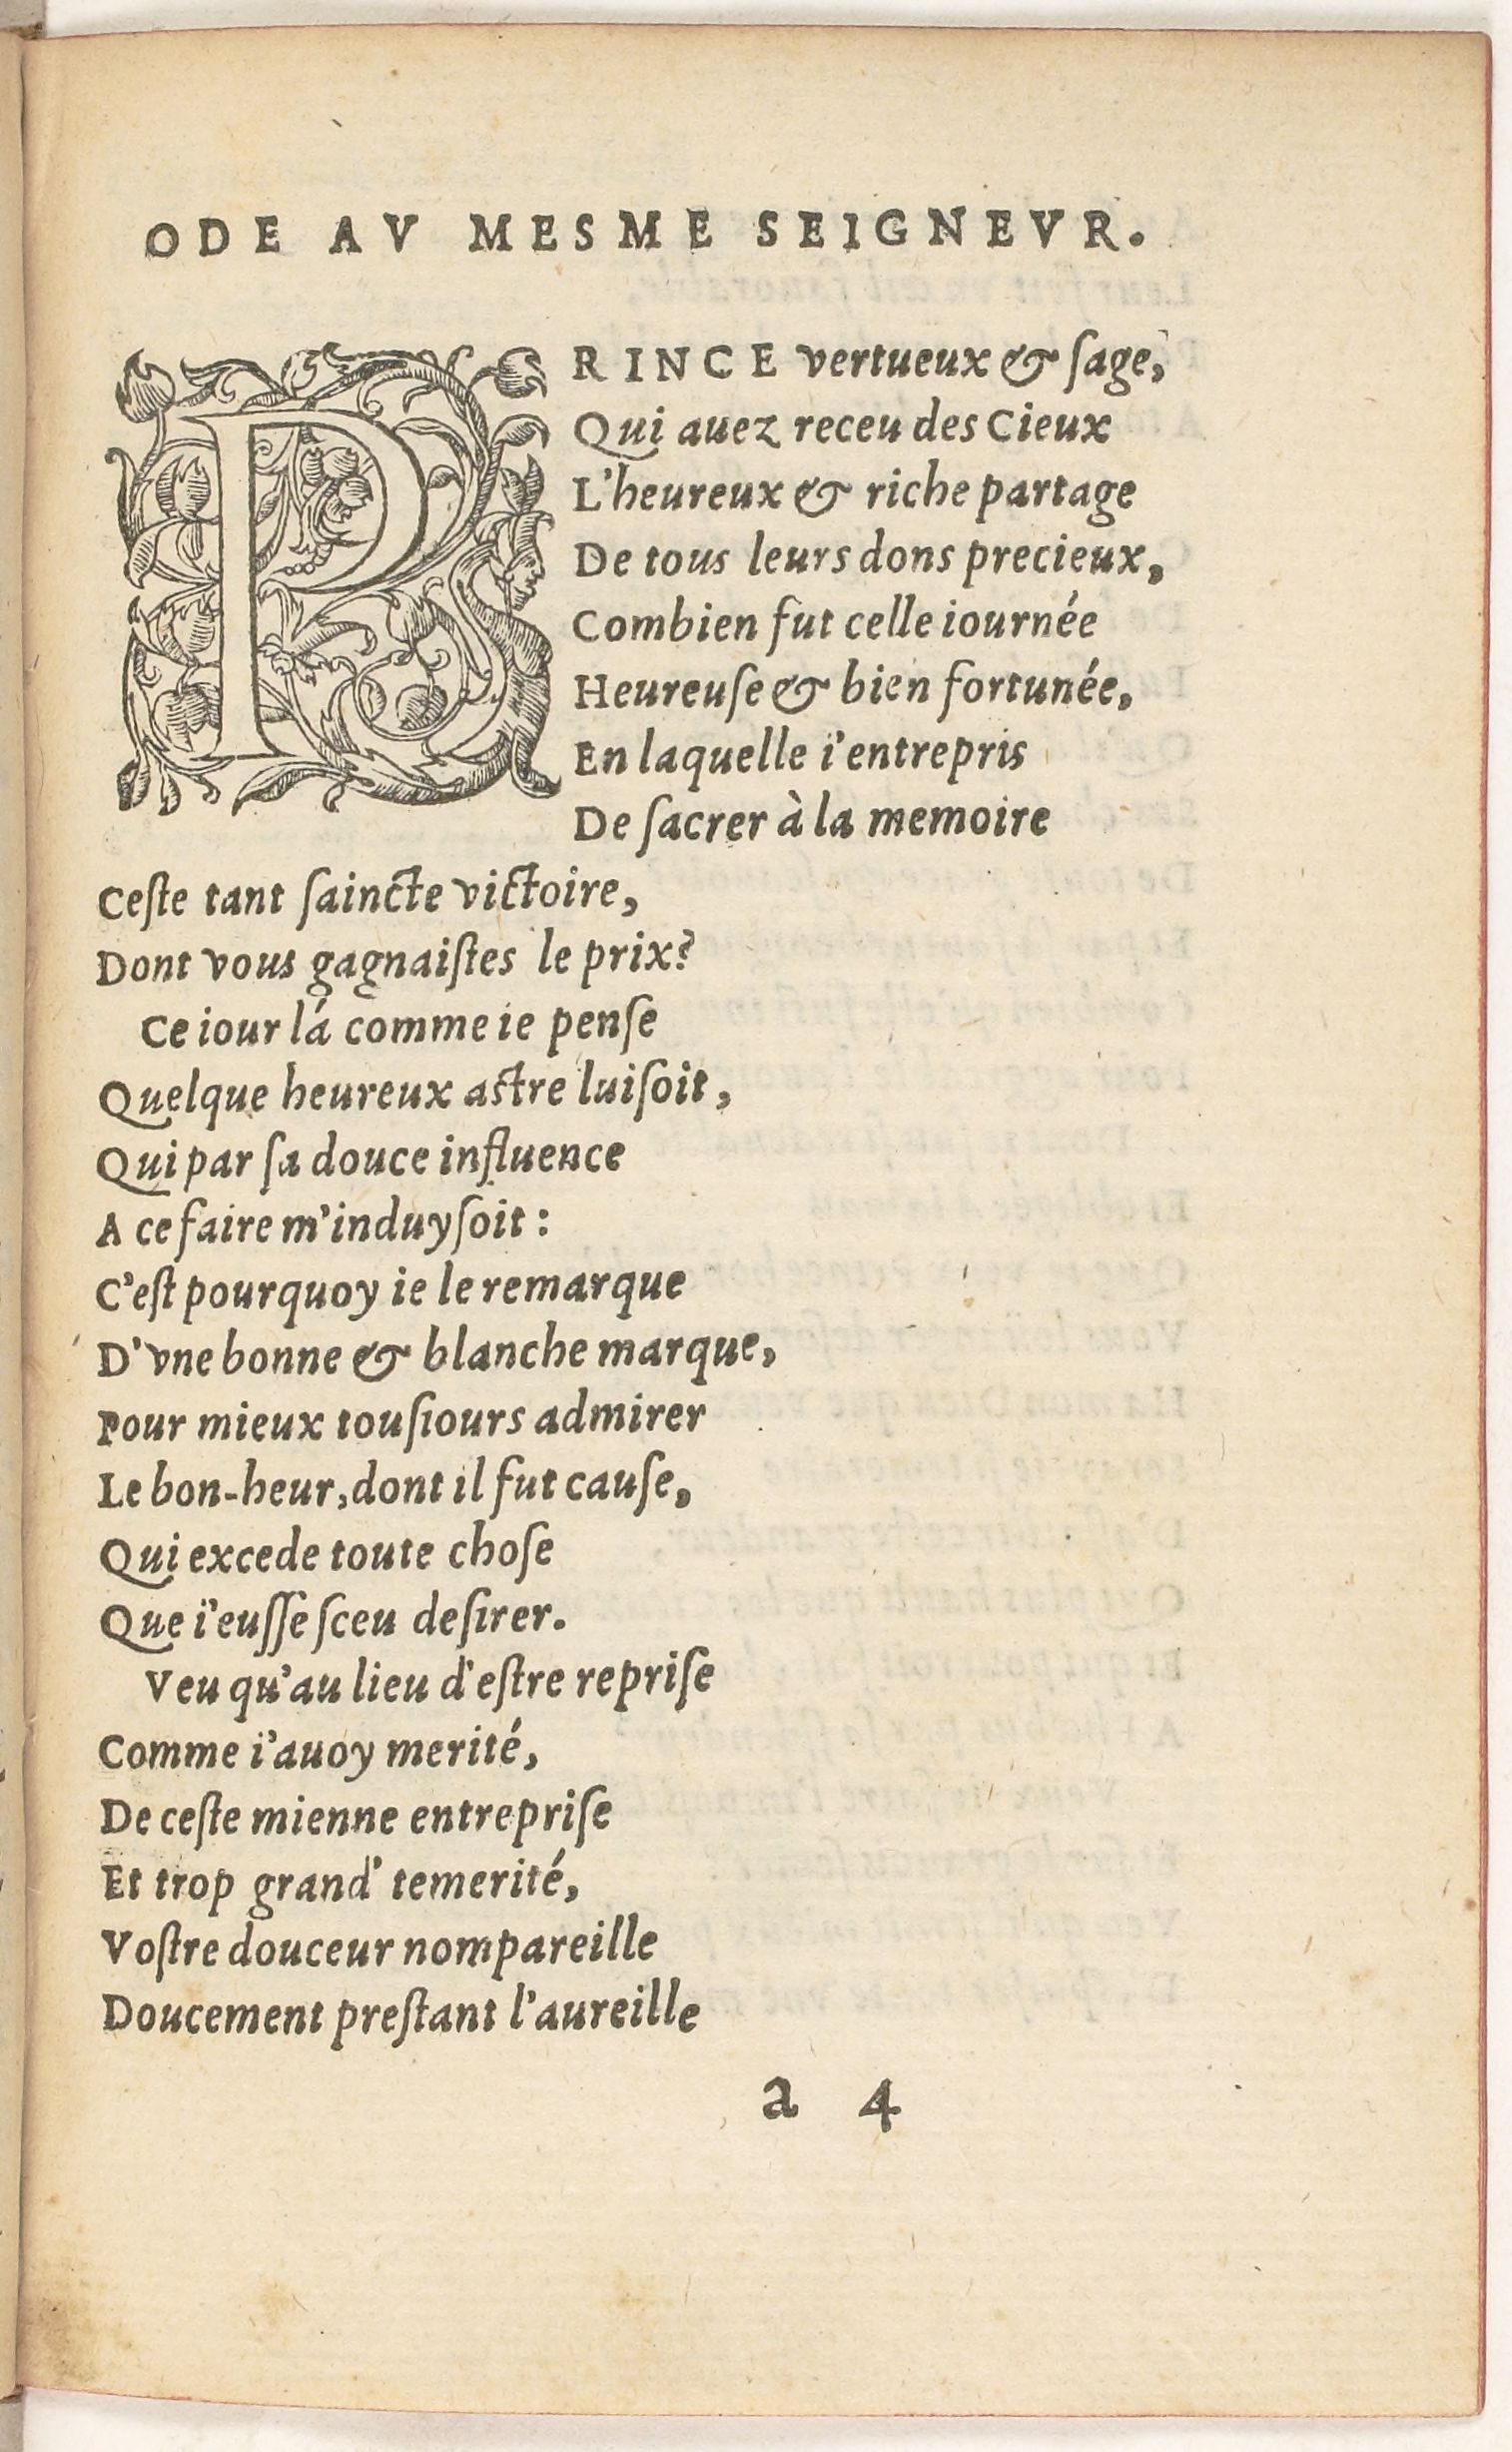 ODE AV MESME SEIGNEVR.
PRINCE vertueux & ſage,
Qui auez receu des Cieux
L'heureux & riche partage
De tous leurs dons precieux,
Combien fut celle iournée
Heureuſe & bien fortunée,
En laquelle i'entrepris
De ſacrer à la memoire
Ceſte tant ſaincte victoire,
Dont vous gagnaiſtes le prix?
Ce iour lá comme ie penſe
Quelque heureux astre luiſoit,
Qui par ſa douce influence
A ce faire m'induyſoit:
C'eſt pourquoy ie le remarque
D'vne bonne & blanche marque,
Pour mieux touſiours admirer
Le bon-heur, dont il fut cauſe,
Qui excede toute choſe
Que i'euſſe ſceu deſirer.
Veu qu'au lieu d'eſtre repriſe
Comme i'auoy merité,
De ceſte mienne entrepriſe
Et trop grand' temerité,
Voſtre douceur nompareille
Doucement preſtant l'aureille
a 4